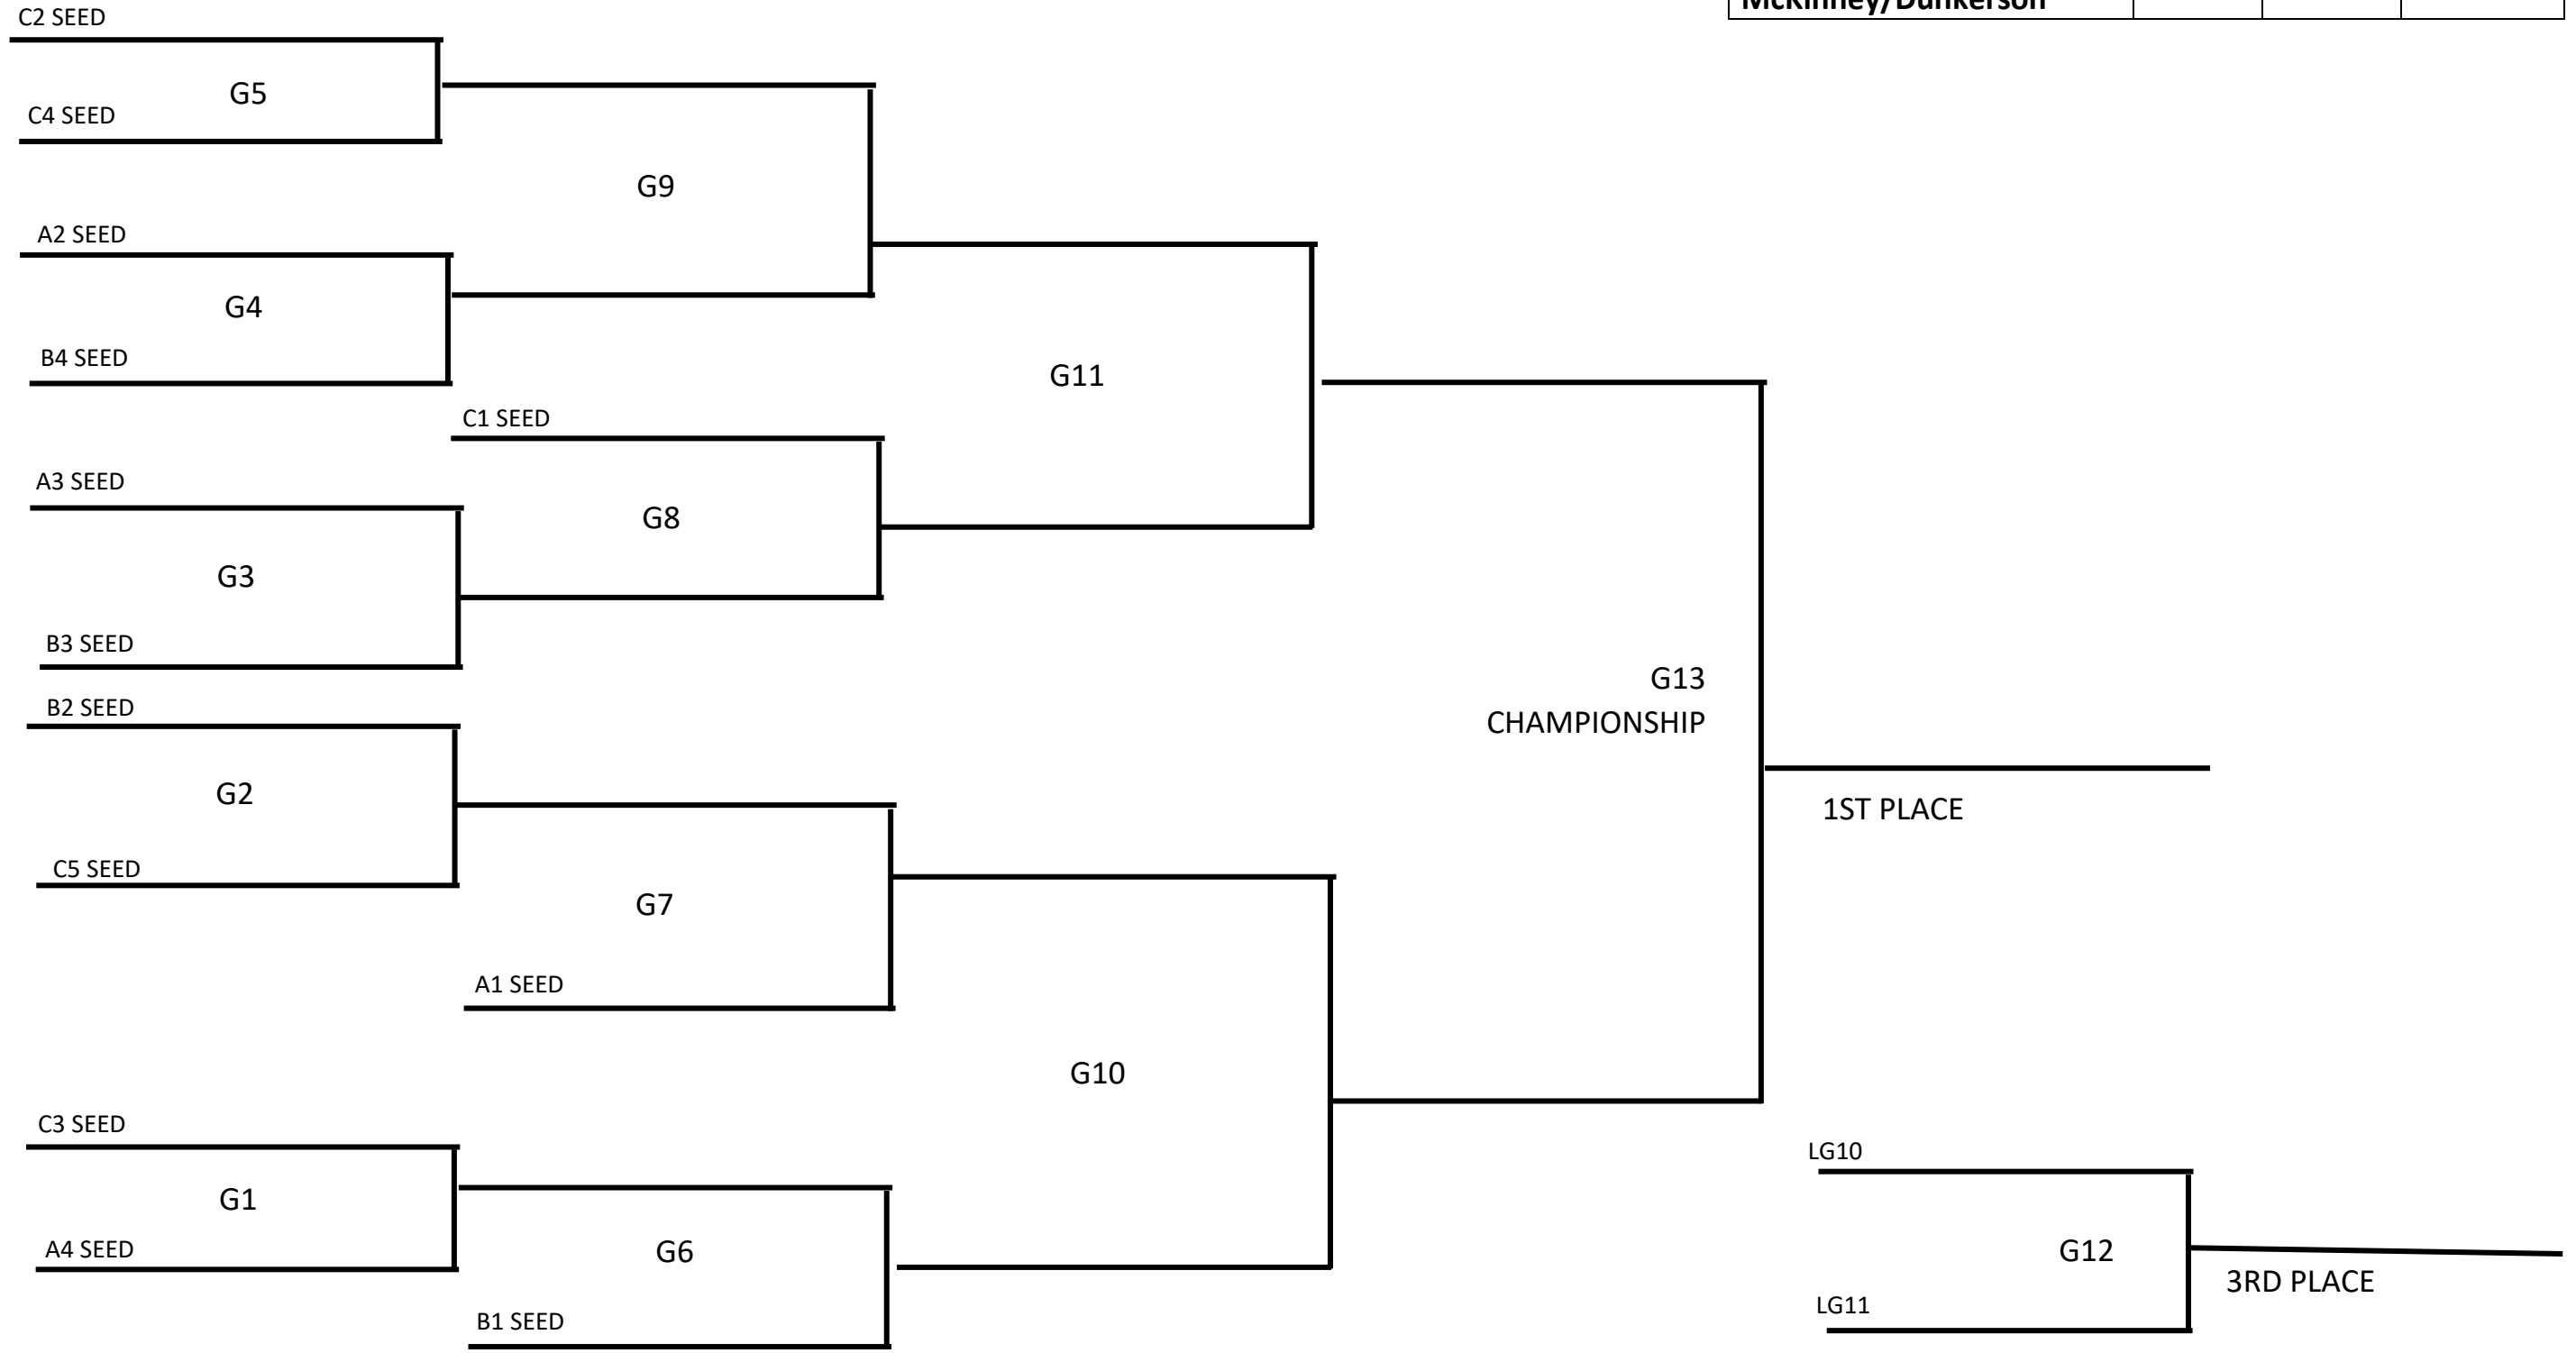 C2 SEED
McKinney/Dunkerson
G5
C4 SEED
G9
A2 SEED
G4
B4 SEED
G11
C1 SEED
A3 SEED
G8
G3
B3 SEED
G13
CHAMPIONSHIP
B2 SEED
G2
1ST PLACE
C5 SEED
G7
A1 SEED
G10
C3 SEED
LG10
G1
A4 SEED
G6
G12
3RD PLACE
LG11
B1 SEED